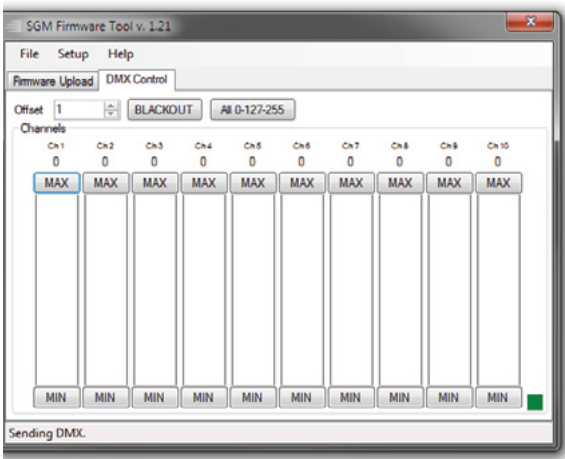 SGM Firmware Tool v. 1.21
File Setup Help
Firmware Upload DMX Control
Offset 1 BLACKOUT All 0-127-255
Channels
Ch 1 Ch 2 Ch 3 Ch 4 Ch 5 Ch 6 Ch 7 Ch 8 Ch 9 Ch 10
0 0 0 0 0 0 0 0 0 0
MAX MAX MAX MAX MAX MAX MAX MAX MAX MAX
MIN MIN MIN MIN MIN MIN MIN MIN MIN MIN
Sending DMX.